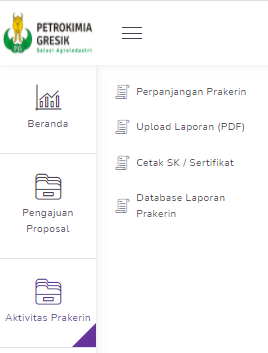 PETROKIMIA
GRESIK
Solusi Agroindustri
PG
Beranda
Pengajuan
Proposal
Aktivitas Prakerin
Perpanjangan Prakerin
Upload Laporan (PDF)
Cetak SK / Sertifikat
Database Laporan
Prakerin